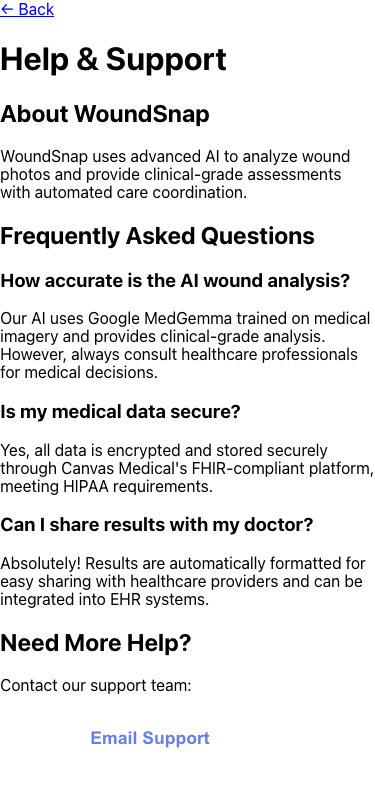 ← Back
Help & Support
About WoundSnap
WoundSnap uses advanced AI to analyze wound
photos and provide clinical-grade assessments
with automated care coordination.
Frequently Asked Questions
How accurate is the AI wound analysis?
Our AI uses Google MedGemma trained on medical
imagery and provides clinical-grade analysis.
However, always consult healthcare professionals
for medical decisions.
Is my medical data secure?
Yes, all data is encrypted and stored securely
through Canvas Medical's FHIR-compliant platform,
meeting HIPAA requirements.
Can I share results with my doctor?
Absolutely! Results are automatically formatted for
easy sharing with healthcare providers and can be
integrated into EHR systems.
Need More Help?
Contact our support team:
Email Support